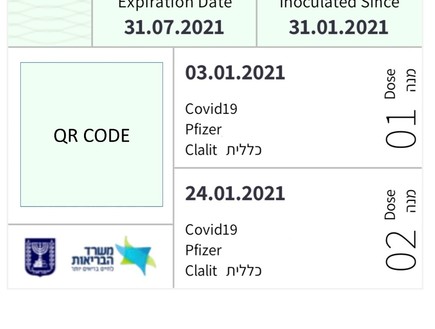 Expiration Date
31.07.2021
Inoculated Since
31.01.2021
QR CODE
03.01.2021
Covid19
Pfizer
Clalit כללית
Dose מנה
01
24.01.2021
Covid19
Pfizer
Clalit כללית
Dose מנה
02
משרד
הבריאות
לחיים בריאים יותר